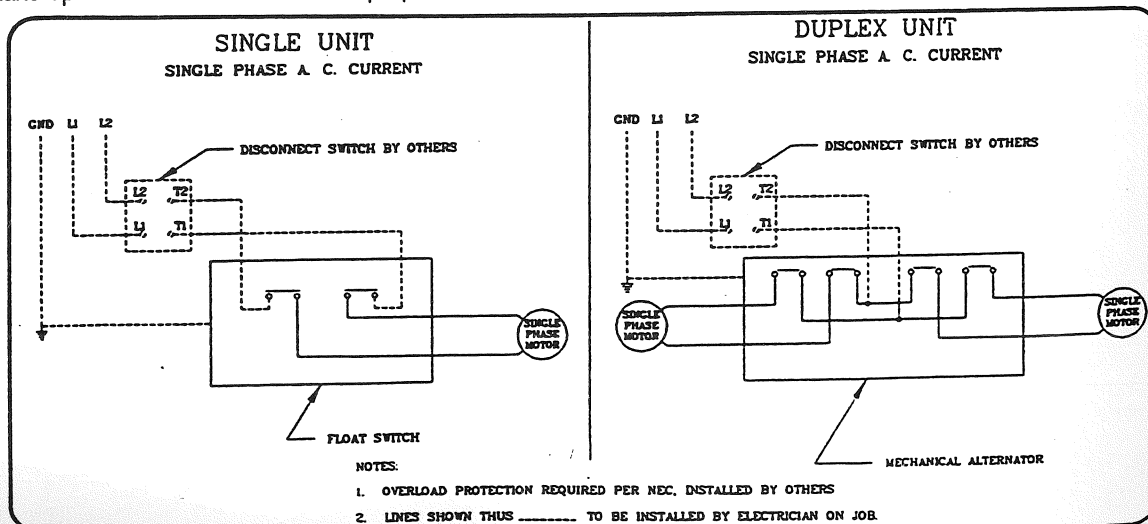 SINGLE UNIT
SINGLE PHASE A. C. CURRENT
GND L1 L2
DISCONNECT SWITCH BY OTHERS
L2 T2
L1 T1
SINGLE
PHASE
MOTOR
FLOAT SWITCH
DUPLEX UNIT
SINGLE PHASE A. C. CURRENT
GND L1 L2
DISCONNECT SWITCH BY OTHERS
L2 T2
L1 T1
SINGLE
PHASE
MOTOR
SINGLE
PHASE
MOTOR
MECHANICAL ALTERNATOR
NOTES:
1. OVERLOAD PROTECTION REQUIRED PER NEC, INSTALLED BY OTHERS
2. LINES SHOWN THUS -------- TO BE INSTALLED BY ELECTRICIAN ON JOB.